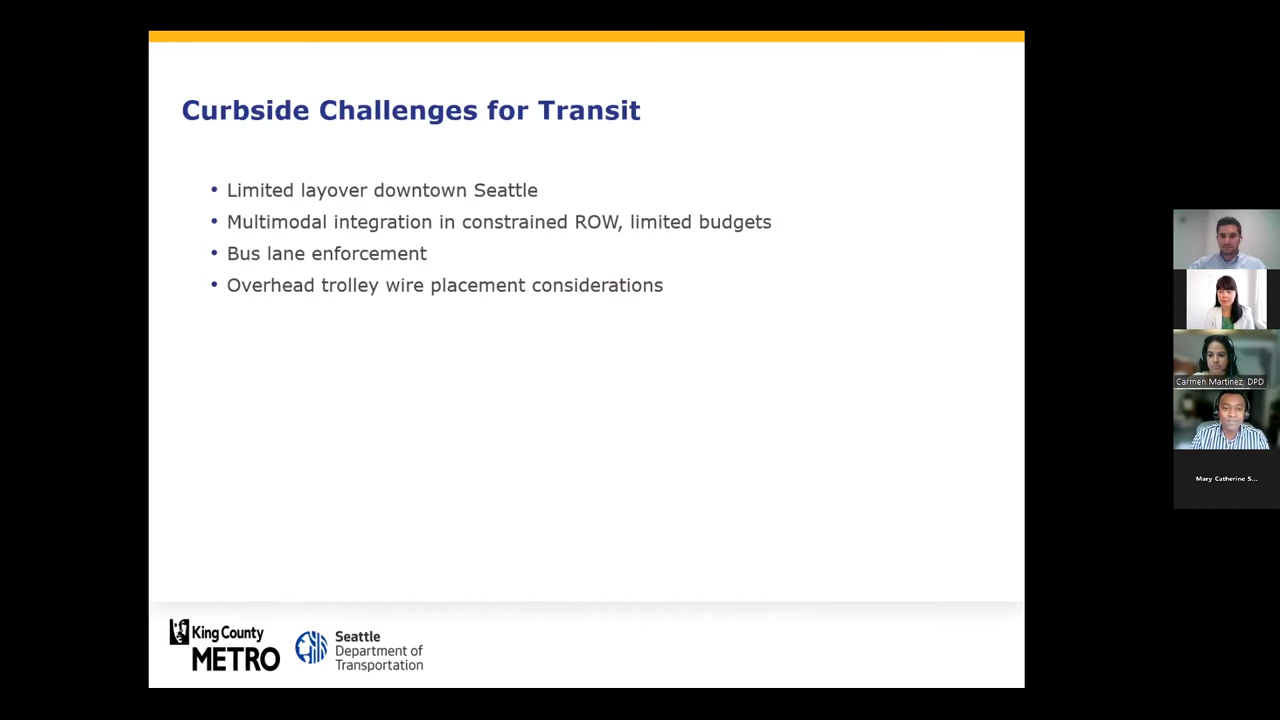 Curbside Challenges for Transit
• Limited layover downtown Seattle
• Multimodal integration in constrained ROW, limited budgets
• Bus lane enforcement
• Overhead trolley wire placement considerations
King County
METRO
Seattle
Department of
Transportation
Carmen Martinez, DPD
Mary Catherine S...